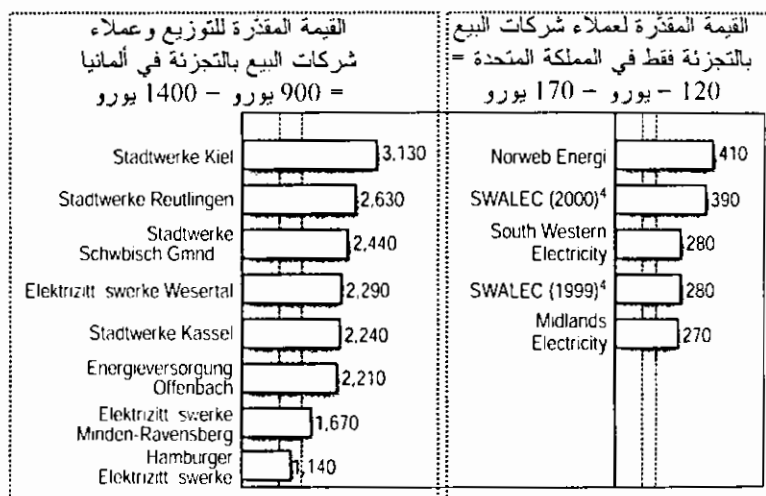 القيمة المقدّرة للتوزيع وعملاء
شركات البيع بالتجزئة في ألمانيا
= 900 يورو – 1400 يورو
Stadtwerke Kiel 3,130
Stadtwerke Reutlingen 2,630
Stadtwerke
Schwbisch Gmnd 2,440
Elektrizitt swerke Wesertal 2,290
Stadtwerke Kassel 2,240
Energieversorgung
Offenbach 2,210
Elektrizitt swerke
Minden-Ravensberg 1,670
Hamburger
Elektrizitt swerke 1,140
القيمة المقدّرة لعملاء شركات البيع
بالتجزئة فقط في المملكة المتحدة =
120 – يورو – 170 يورو
Norweb Energi 410
SWALEC (2000)⁴ 390
South Western
Electricity 280
SWALEC (1999)⁴ 280
Midlands
Electricity 270